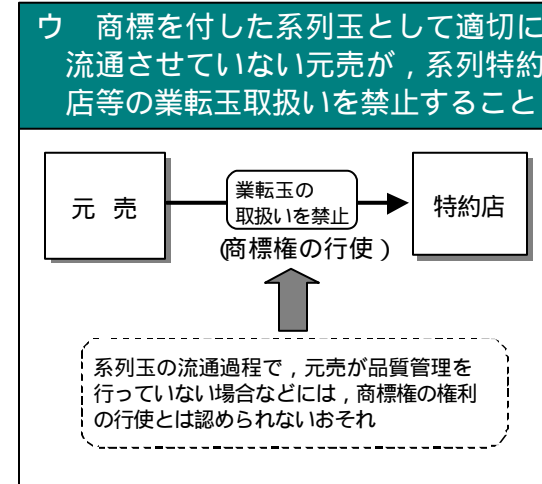 ウ 商標を付した系列玉として適切に
流通させていない元売が，系列特約
店等の業転玉取扱いを禁止すること
元 売
業転玉の
取扱いを禁止
特約店
(商標権の行使)
系列玉の流通過程で，元売が品質管理を
行っていない場合などには，商標権の権利
の行使とは認められないおそれ